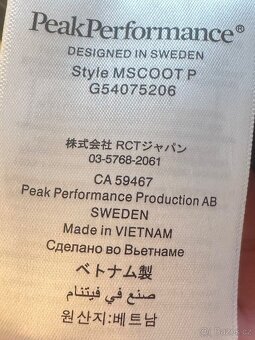 PeakPerformance®
DESIGNED IN SWEDEN
Style MSCOOT P
G54075206
株式会社 RCTジャパン
03-5768-2061
CA 59467
Peak Performance Production AB
SWEDEN
Made in VIETNAM
Сделано во Вьетнаме
ベトナム製
صنع في فيتنام
원산지:베트남